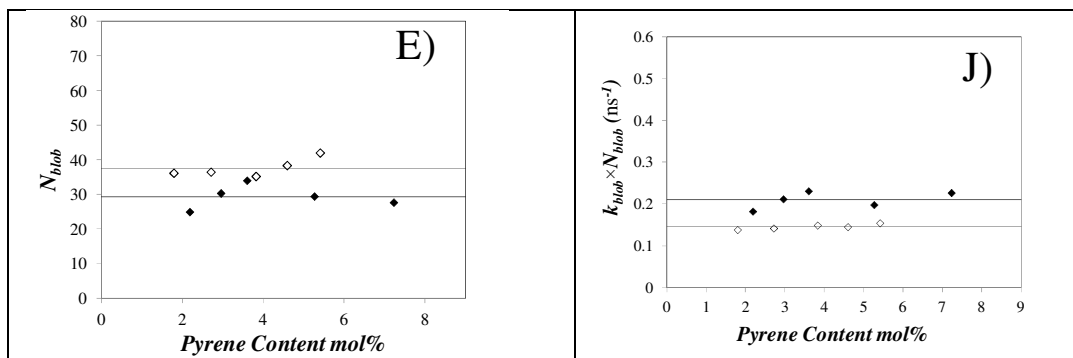 80
70
60
50
40
30
20
10
0
N_blob
E)
0 2 4 6 8
Pyrene Content mol%
0.6
0.5
0.4
0.3
0.2
0.1
0
k_blob×N_blob (ns⁻¹)
J)
0 1 2 3 4 5 6 7 8 9
Pyrene Content mol%